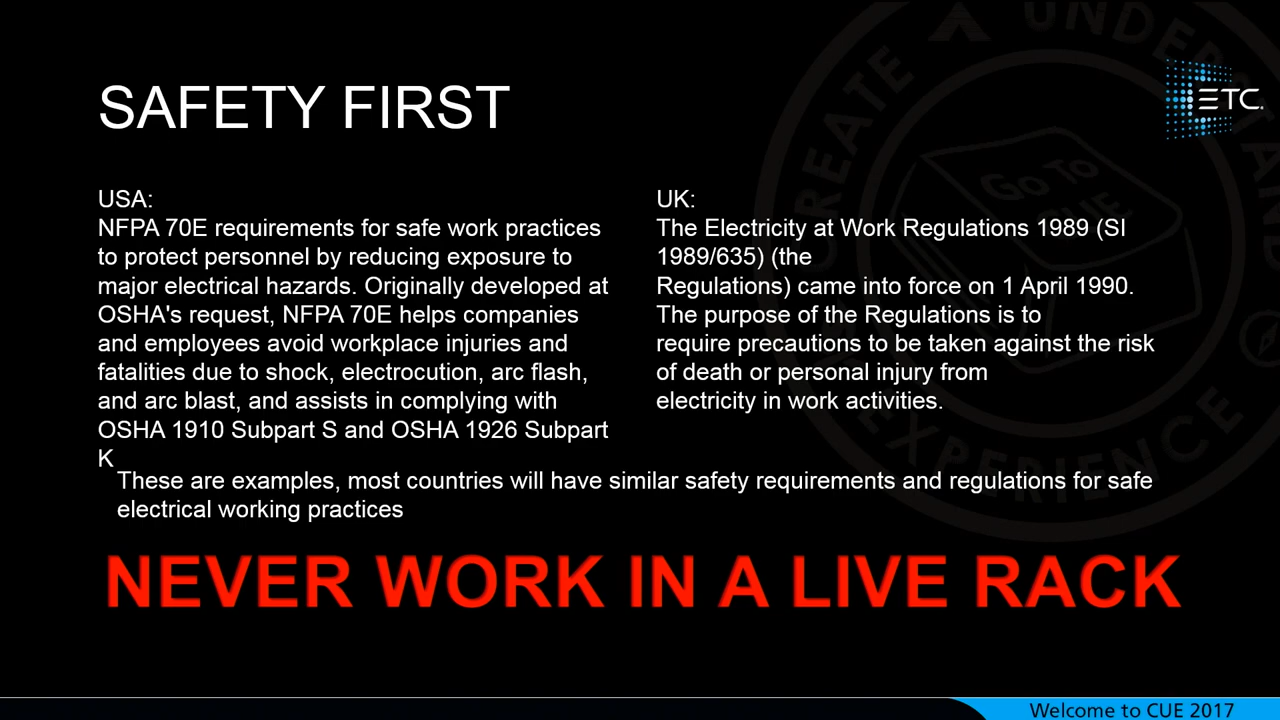 SAFETY FIRST
ETC.
USA:
NFPA 70E requirements for safe work practices
to protect personnel by reducing exposure to
major electrical hazards. Originally developed at
OSHA's request, NFPA 70E helps companies
and employees avoid workplace injuries and
fatalities due to shock, electrocution, arc flash,
and arc blast, and assists in complying with
OSHA 1910 Subpart S and OSHA 1926 Subpart
K
UK:
The Electricity at Work Regulations 1989 (SI
1989/635) (the
Regulations) came into force on 1 April 1990.
The purpose of the Regulations is to
require precautions to be taken against the risk
of death or personal injury from
electricity in work activities.
These are examples, most countries will have similar safety requirements and regulations for safe
electrical working practices
NEVER WORK IN A LIVE RACK
CREATE UNDERSTAND
EXPERIENCE
Go To
CUE
Welcome to CUE 2017